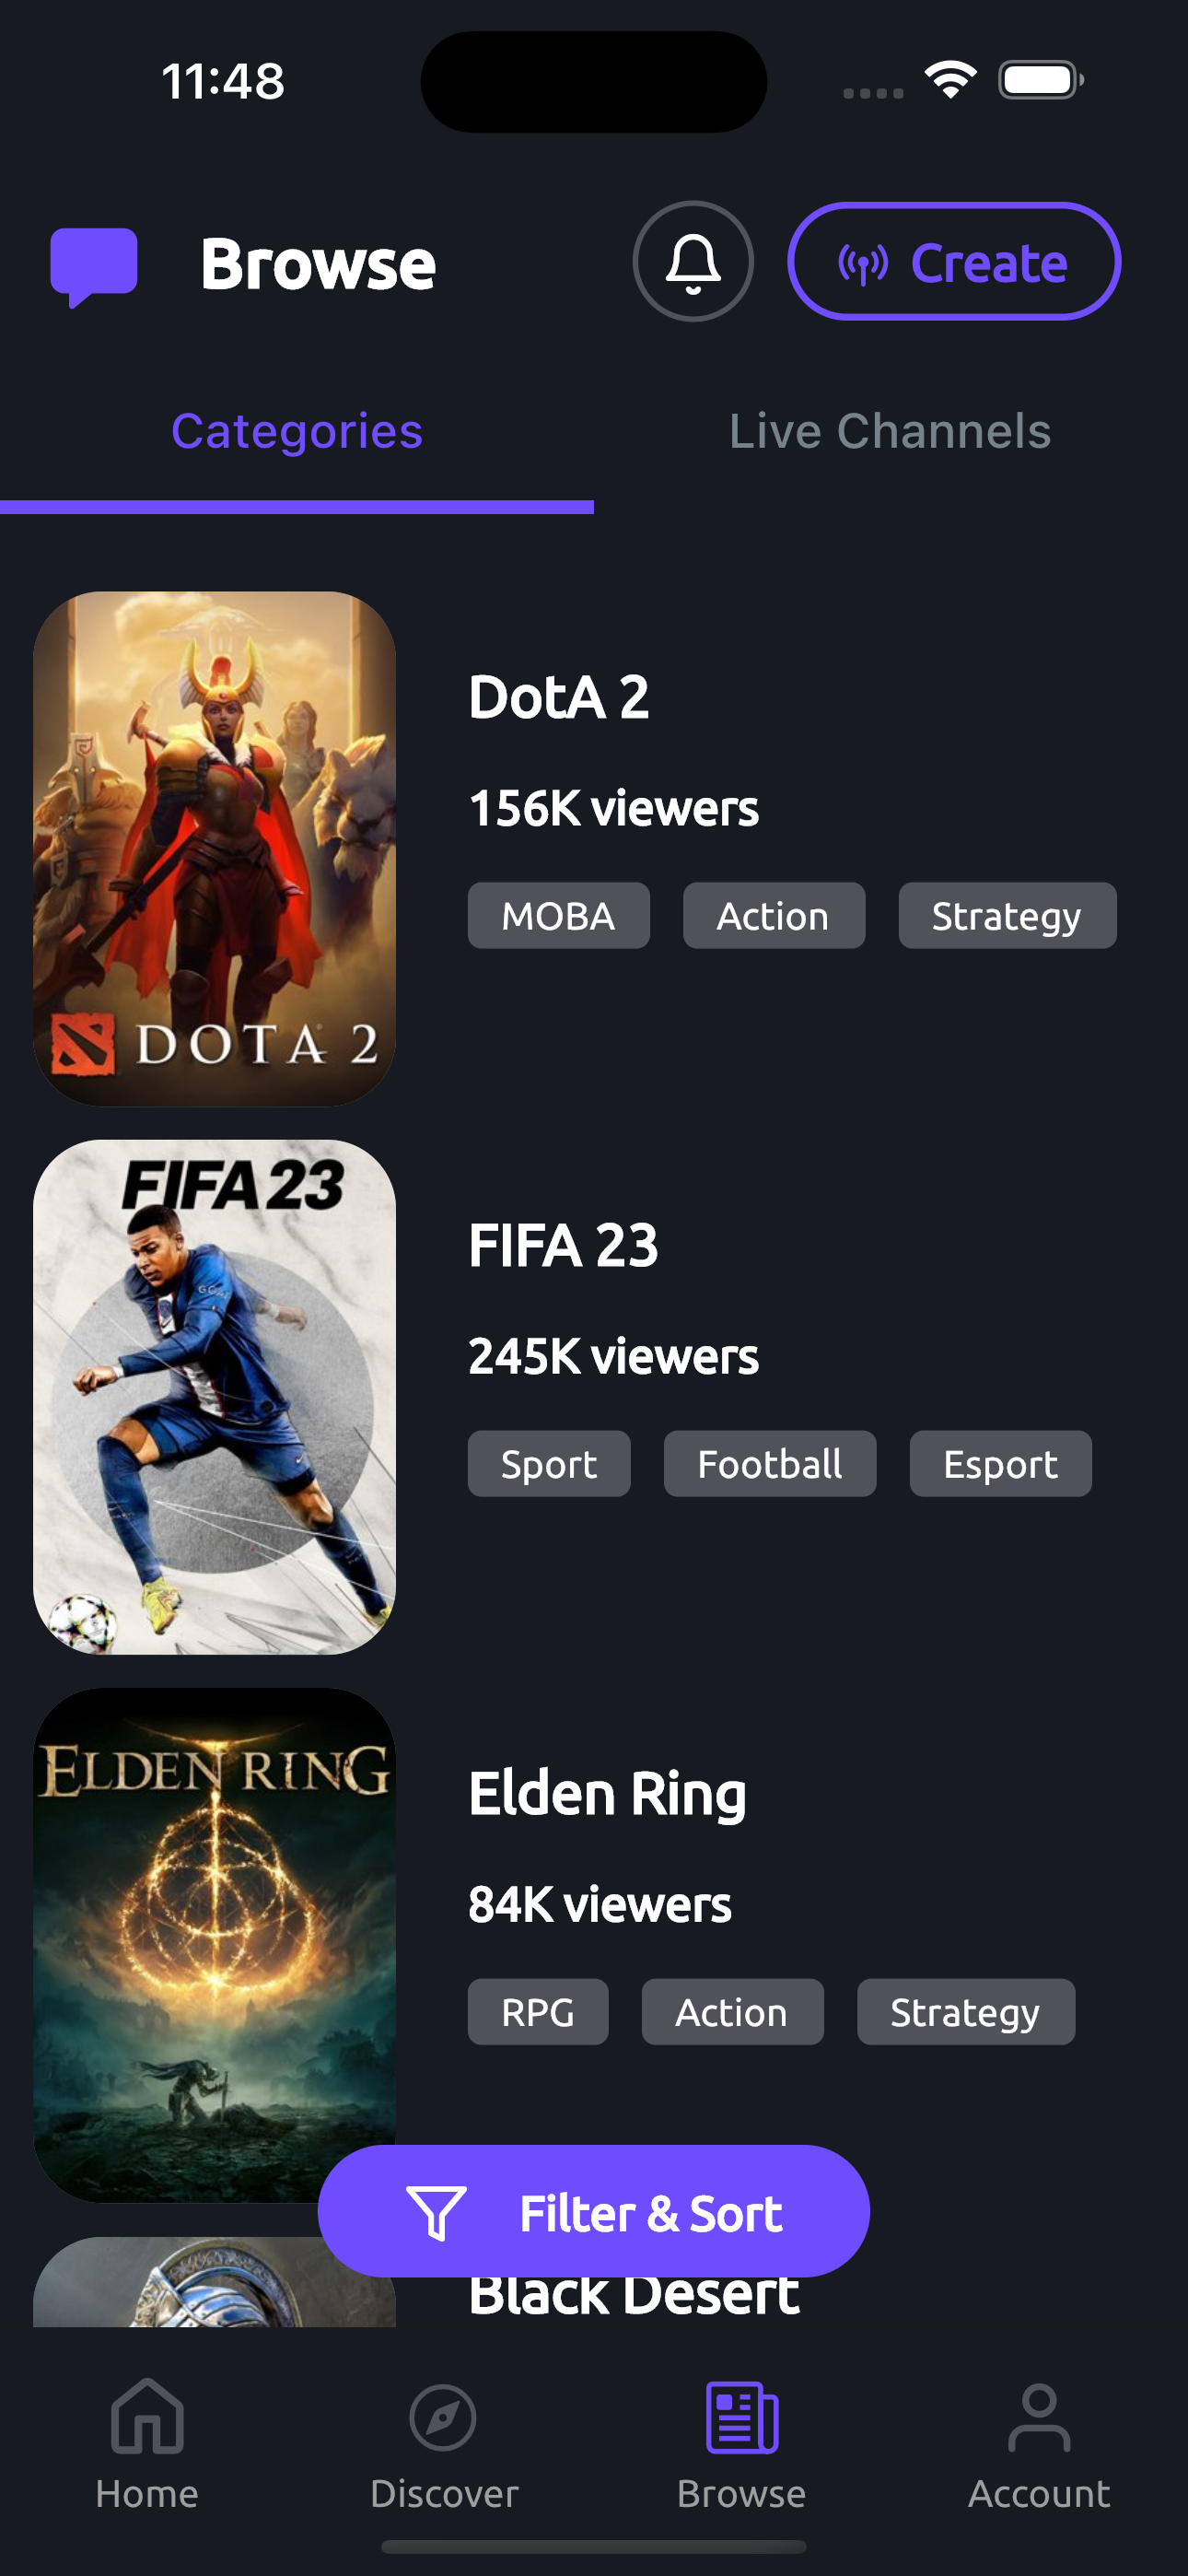 11:48
Browse
Create
Categories
Live Channels
DOTA 2
DotA 2
156K viewers
MOBA Action Strategy
FIFA 23
FIFA 23
245K viewers
Sport Football Esport
ELDEN RING
Elden Ring
84K viewers
RPG Action Strategy
Filter & Sort
Black Desert
Home Discover Browse Account